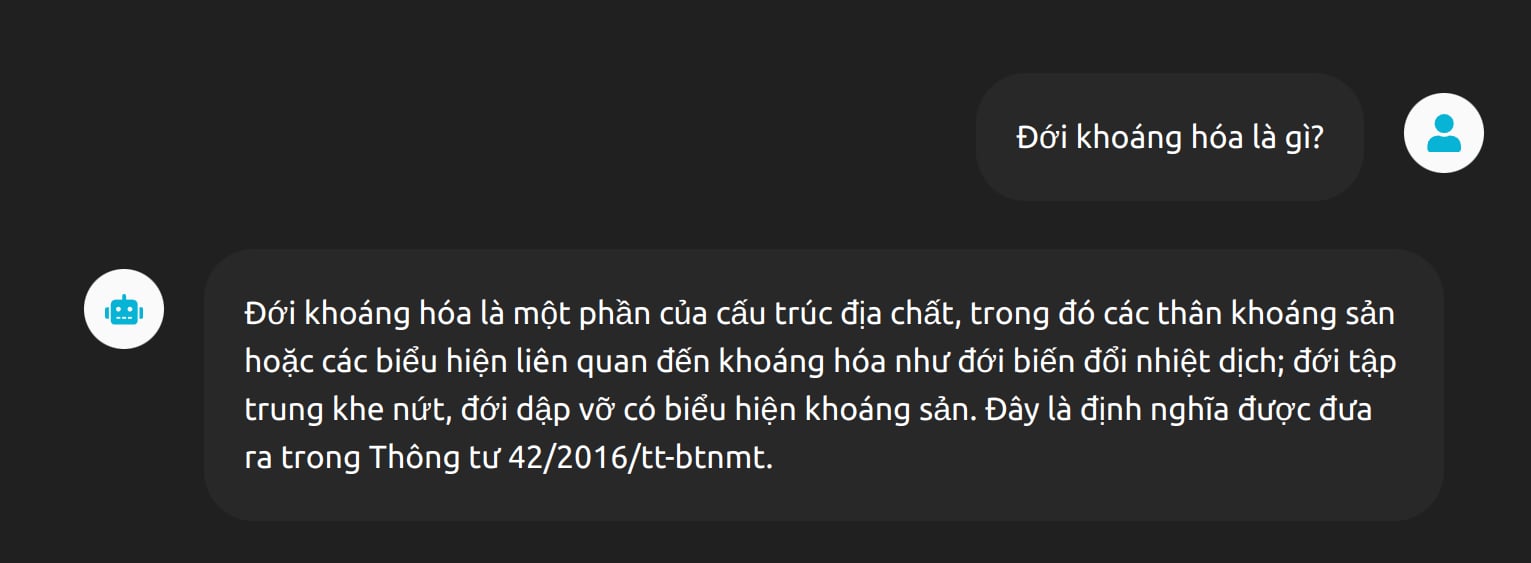 Đới khoáng hóa là gì?
Đới khoáng hóa là một phần của cấu trúc địa chất, trong đó các thân khoáng sản
hoặc các biểu hiện liên quan đến khoáng hóa như đới biến đổi nhiệt dịch; đới tập
trung khe nứt, đới dập vỡ có biểu hiện khoáng sản. Đây là định nghĩa được đưa
ra trong Thông tư 42/2016/tt-btnmt.